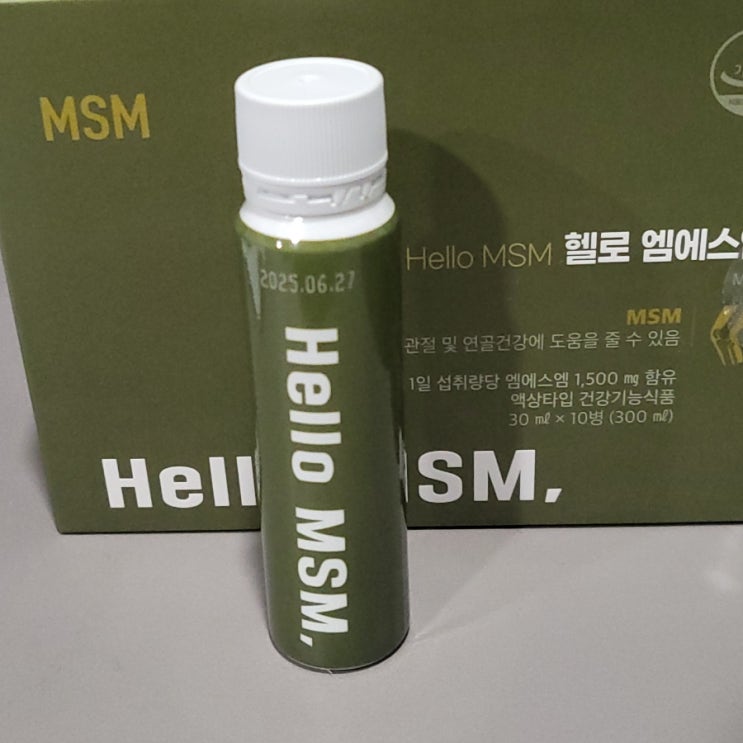 MSM
Hello MSM 헬로 엠에스
MSM
관절 및 연골건강에 도움을 줄 수 있음
1일 섭취량당 엠에스엠 1,500 mg 함유
액상타입 건강기능식품
30 ml × 10병 (300 ml)
Hell SM,
2025.06.27
Hello MSM,